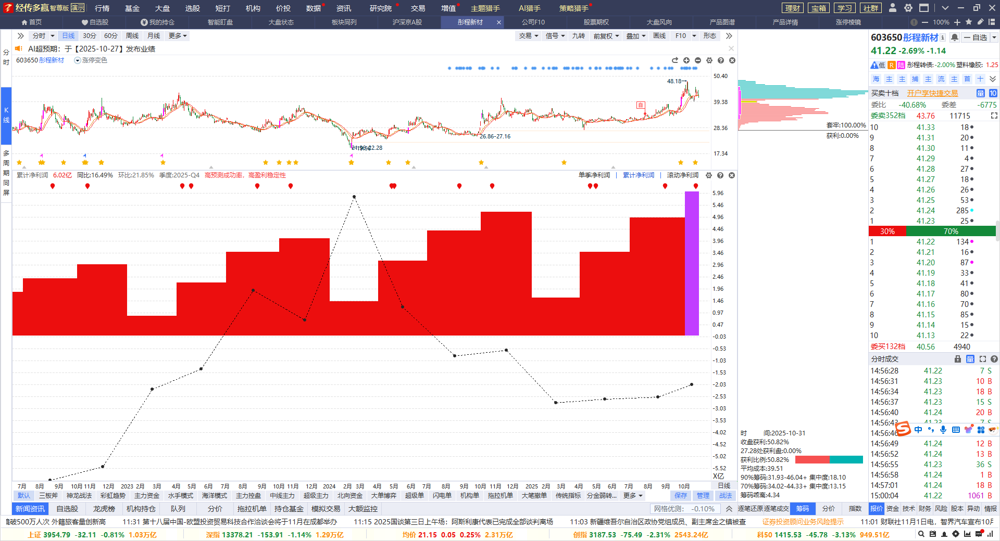 经传多赢 智尊版 演示 行情 基金 大盘 选股 短打 机构 价投 数据 资讯 研究院 交易 增值 主题猎手 AI猎手 策略猎手 理财 宝箱 学习 社群
首页 自选股 我的持仓 智能盯盘 大盘状态 板块同列 沪深京A股 彤程新材 × 公司F10 股票期权 大盘风向 产品图谱 产品详情 涨停棱镜 100%
分时 日线 30分 60分 周线 月线 更多 交易 信号 九转 前复权 叠加 画线 F10 形态
分时
K线
多周期同屏
AI超预期：于【2025-10-27】发布业绩
603650 彤程新材 涨停变色
50.40
39.38
28.36
17.34
48.18
自
26.86-27.16
累计净利润 6.02亿 同比:16.49% 环比:21.85% 季度:2025-Q4 高预测成功率，高盈利稳定性 单季净利润 | 累计净利润 | 滚动净利润
5.96
5.46
4.96
4.46
3.96
3.46
2.96
2.46
1.96
1.46
0.97
0.47
-0.03
-0.53
-1.03
-1.53
-2.03
-2.53
-3.03
-3.53
-4.02
-4.52
-5.02
-5.52
X亿
7月 8月 9月 10月 11月 12月 2023 2月 3月 4月 5月 6月 7月 8月 9月 10月 11月 12月 2024 2月 3月 4月 5月 6月 7月 8月 9月 10月 11月 12月 2025 2月 3月 4月 5月 6月 7月 8月 9月 10月 日线
默认 三板斧 神龙战法 彩虹趋势 主力资金 水手模式 海洋模式 主力控盘 中线主力 超级主力 北向资金 大单博弈 超级单 闪电单 机构单 拖拉机单 大笔撤单 传统指标 分金弱转... 更多 保存 管理 战法
新闻资讯 自选股 龙虎榜 机构持仓 队列 分价 拖拉机单 持仓基金 模拟交易 大额监控 网格优测: -0.10%
套牢:100.00%
获利:0.00%
时 间:2025-10-31
收盘获利:50.82%
27.28处获利盘:0.00%
获利比例:50.82%
平均成本:39.51
90%筹码:31.93-46.04+ 集中度:18.10
70%筹码:34.02-44.33+ 集中度:13.15
筹码乖离:4.34
逐笔还原 逐笔成交 筹码 分价 指数
603650 彤程新材 自选
41.22 -2.69% -1.14
低 R 陆 彤程转债:-2.00% 塑料橡胶: 1.25
海 主 主 捕 主 流 主 首 十
买卖十档 开户享快捷交易 量 10
委比 -40.68% 委差 -6775
委卖352档 43.76 11715
10 41.33 18
9 41.31 20
8 41.30 11
7 41.29 4
6 41.28 27
5 41.27 18
4 41.26 26
3 41.25 53
2 41.24 285
1 41.23 25
30% 70%
1 41.22 134
2 41.21 16
3 41.20 87
4 41.19 33
5 41.18 41
6 41.17 80
7 41.16 70
8 41.15 85
9 41.14 15
10 41.13 22
委买132档 40.56 4940
分时成交 量
14:56:28 41.22 7 S
14:56:31 41.23 10 B
14:56:34 41.23 18 B
14:56:37 41.23 15 S
14:56:40 41.24 20 B
14:56:43 41.23 7 S
14:56:46 中
14:56:49 41.24 12 B
14:56:52 41.24 13 B
14:56:55 41.23 36 S
14:56:58 41.24 1 B
14:57:01 41.24 18 B
15:00:04 41.22 1061 B
报价 资金 技术 财务 风险 股本 异动 情报
破500万人次 外籍旅客量创新高 11:31 第十八届中国-欧盟投资贸易科技合作洽谈会将于11月在成都举办 11:15 2025国谈第三日上午场：阿斯利康代表已完成全部谈判离场 11:03 新疆维吾尔自治区政协党组成员、副主席金之镇被查 证券投资顾问业务风险提示 11:01 财联社11月1日电，智界汽车宣布10月
上证 3954.79 -32.11 -0.81% 1.03万亿 深指 13378.21 -153.91 -1.14% 1.29万亿 均价 21.15 0.05 0.25% 2.31万亿 创指 3187.53 -75.49 -2.31% 2543.24亿 科50 1415.53 -45.78 -3.13% 949.51亿